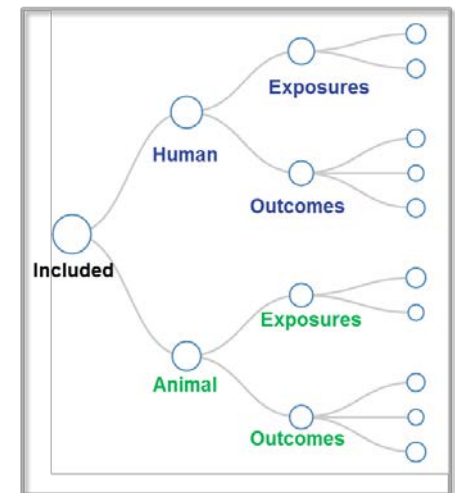 Exposures
Human
Outcomes
Included
Exposures
Animal
Outcomes